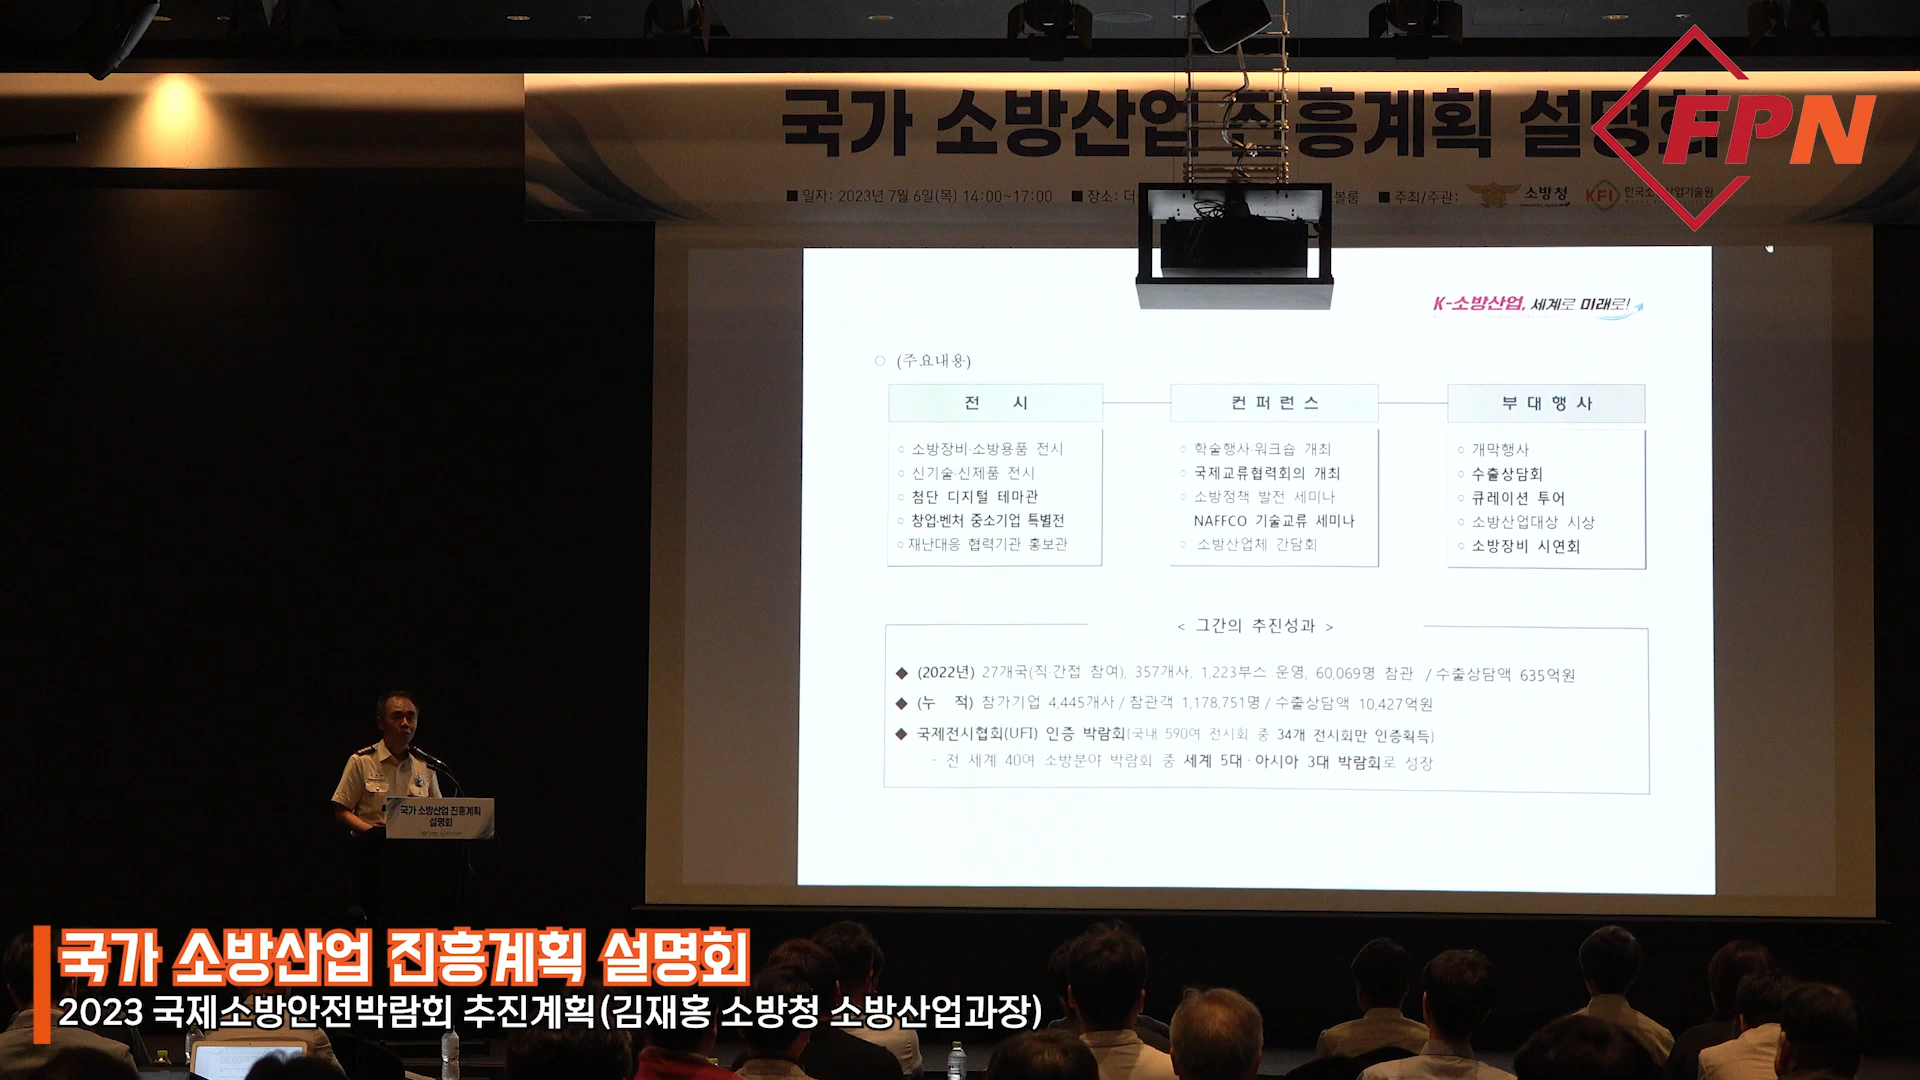 국가 소방산업 진흥계획 설명회
FPN
■ 일자: 2023년 7월 6일(목) 14:00~17:00 ■ 장소: 더 볼룸 ■ 주최/주관: 소방청 KFI 한국소방산업기술원
K-소방산업, 세계로 미래로!
○ (주요내용)
전 시
○ 소방장비·소방용품 전시
○ 신기술·신제품 전시
○ 첨단 디지털 테마관
○ 창업·벤처 중소기업 특별전
○ 재난대응 협력기관 홍보관
컨 퍼 런 스
○ 학술행사·워크숍 개최
○ 국제교류협력회의 개최
○ 소방정책 발전 세미나
NAFFCO 기술교류 세미나
○ 소방산업체 간담회
부 대 행 사
○ 개막행사
○ 수출상담회
○ 큐레이션 투어
○ 소방산업대상 시상
○ 소방장비 시연회
< 그간의 추진성과 >
◆ (2022년) 27개국(직·간접 참여), 357개사, 1,223부스 운영, 60,069명 참관 / 수출상담액 635억원
◆ (누 적) 참가기업 4,445개사 / 참관객 1,178,751명 / 수출상담액 10,427억원
◆ 국제전시협회(UFI) 인증 박람회(국내 590여 전시회 중 34개 전시회만 인증획득)
- 전 세계 40여 소방분야 박람회 중 세계 5대·아시아 3대 박람회로 성장
국가 소방산업 진흥계획
설명회
국가 소방산업 진흥계획 설명회
2023 국제소방안전박람회 추진계획(김재홍 소방청 소방산업과장)